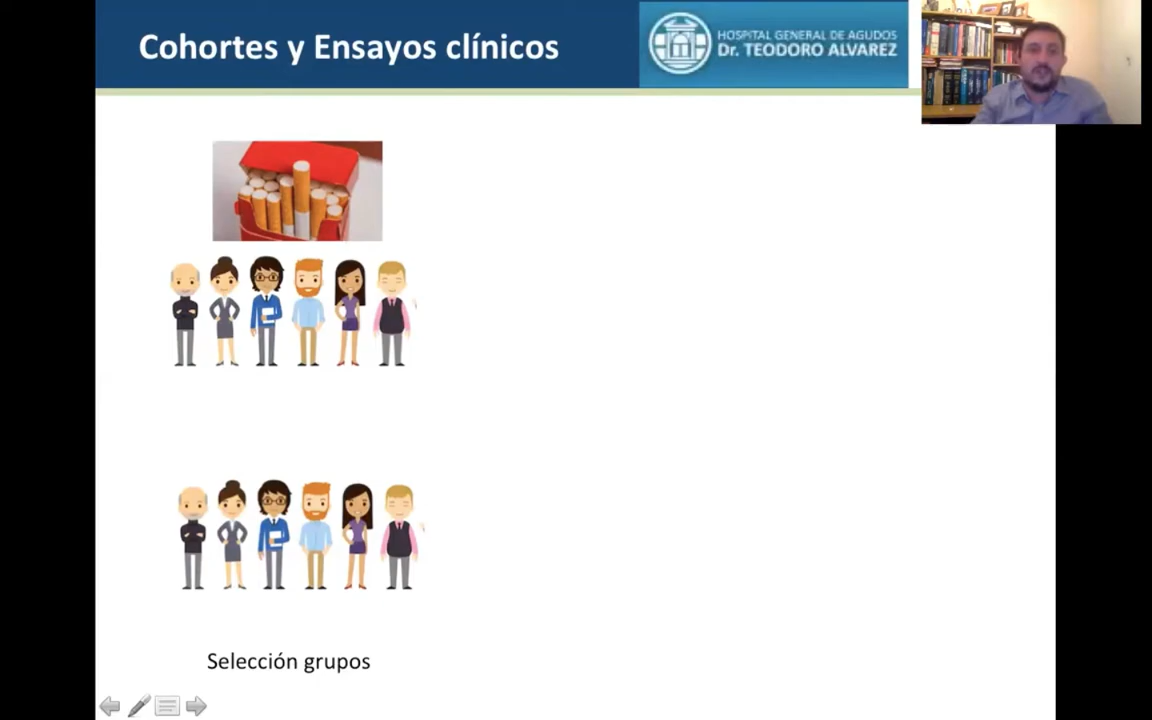 Cohortes y Ensayos clínicos
HOSPITAL GENERAL DE AGUDOS
Dr. TEODORO ALVAREZ
Selección grupos